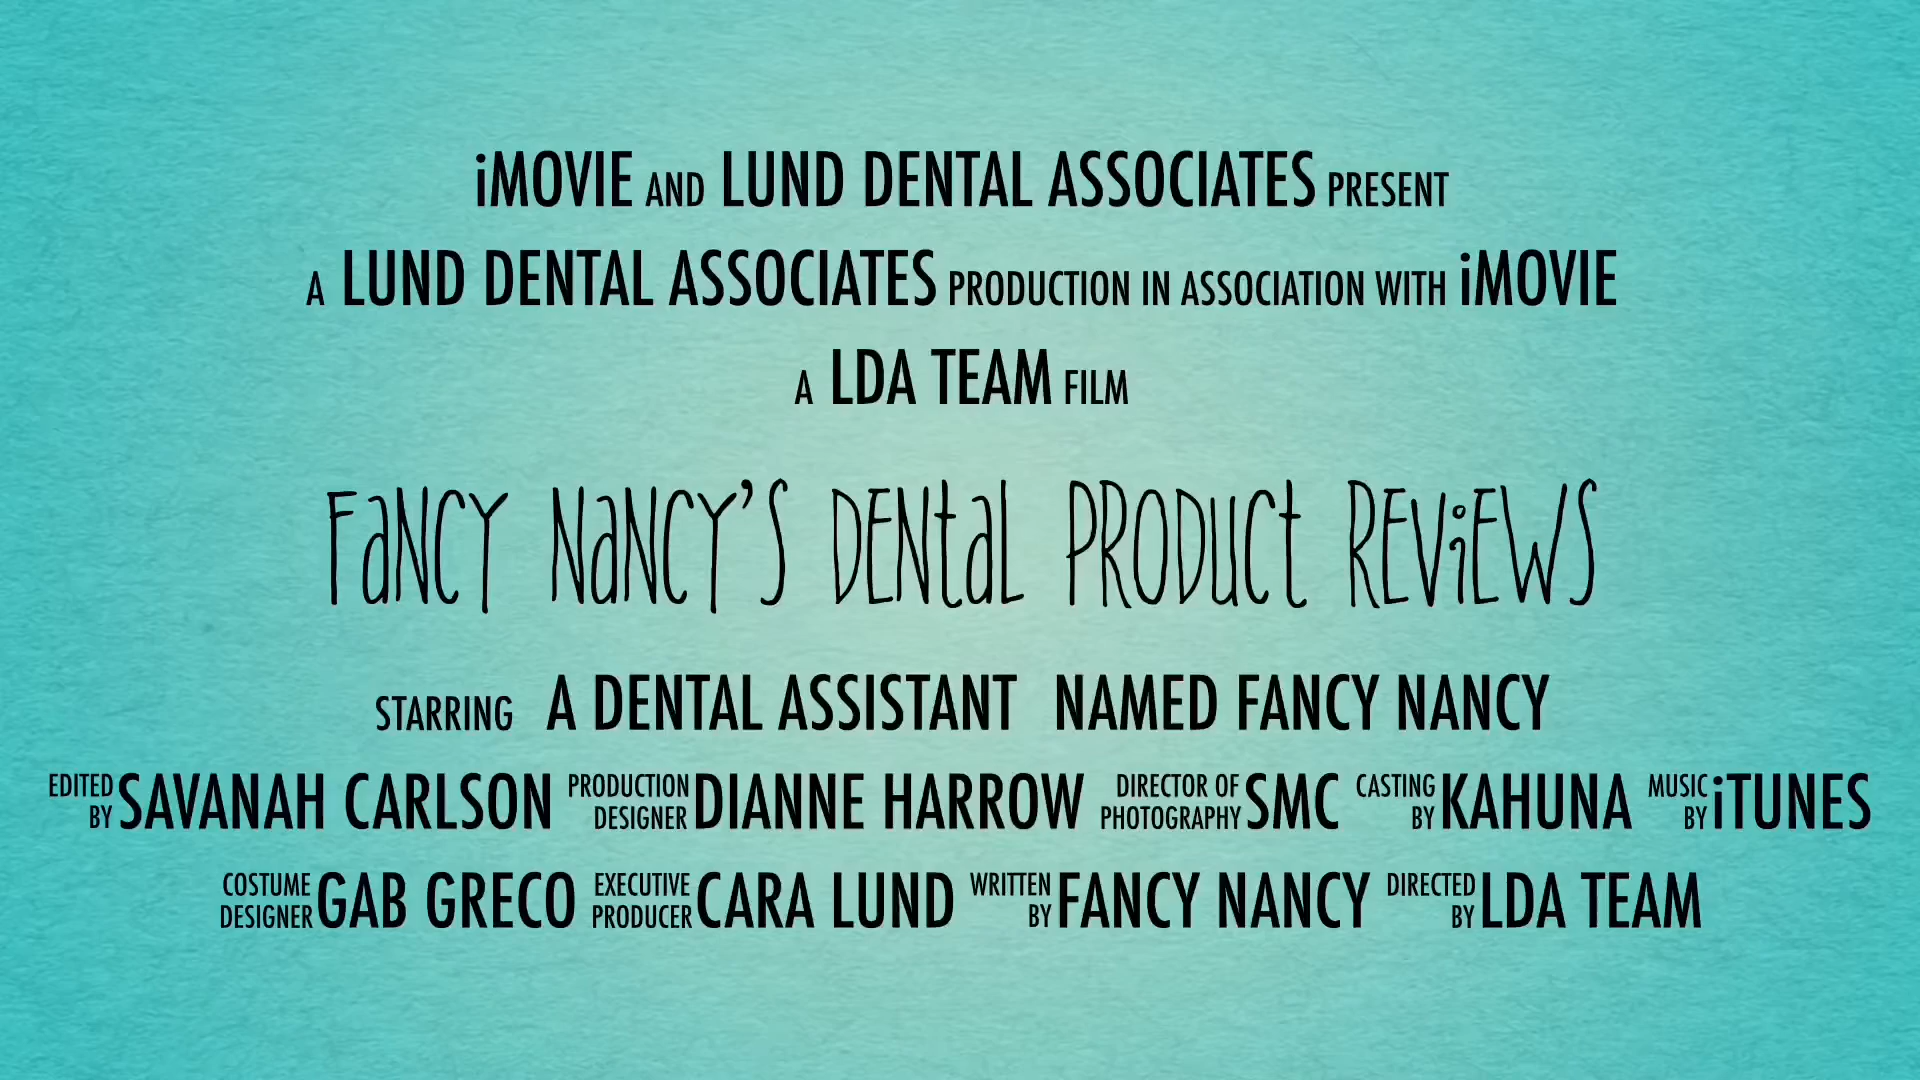 iMOVIE AND LUND DENTAL ASSOCIATES PRESENT
A LUND DENTAL ASSOCIATES PRODUCTION IN ASSOCIATION WITH iMOVIE
A LDA TEAM FILM
FaNCY NaNCY'S DENtaL PRODUCt REViEWS
STARRING A DENTAL ASSISTANT NAMED FANCY NANCY
EDITED BY SAVANAH CARLSON PRODUCTION DESIGNER DIANNE HARROW DIRECTOR OF PHOTOGRAPHY SMC CASTING BY KAHUNA MUSIC BY iTUNES
COSTUME DESIGNER GAB GRECO EXECUTIVE PRODUCER CARA LUND WRITTEN BY FANCY NANCY DIRECTED BY LDA TEAM